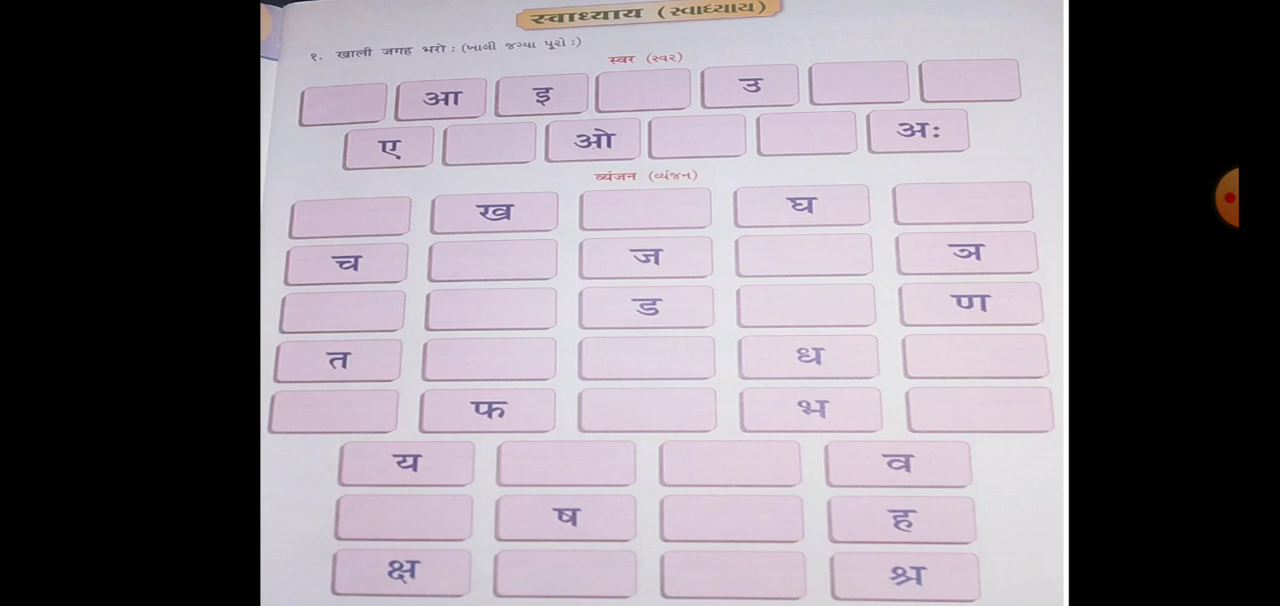 स्वाध्याय (સ્વાધ્યાય)
१. खाली जगह भरो : (ખાલી જગ્યા પૂરો :)
स्वर (સ્વર)
आ इ उ
ए ओ अः
व्यंजन (વ્યંજન)
ख घ
च ज ञ
ड ण
त ध
फ भ
य व
ष ह
क्ष श्र